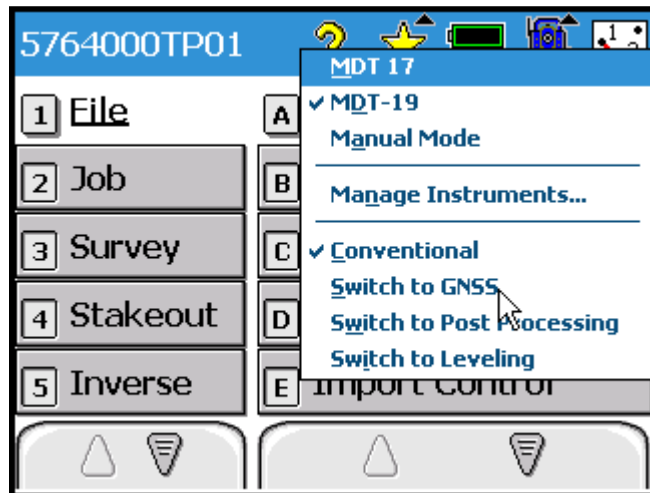 5764000TP01
MDT 17
MDT-19
Manual Mode
Manage Instruments...
Conventional
Switch to GNSS
Switch to Post Processing
Switch to Leveling
1 File
A
2 Job
B
3 Survey
C
4 Stakeout
D
5 Inverse
E Import Control